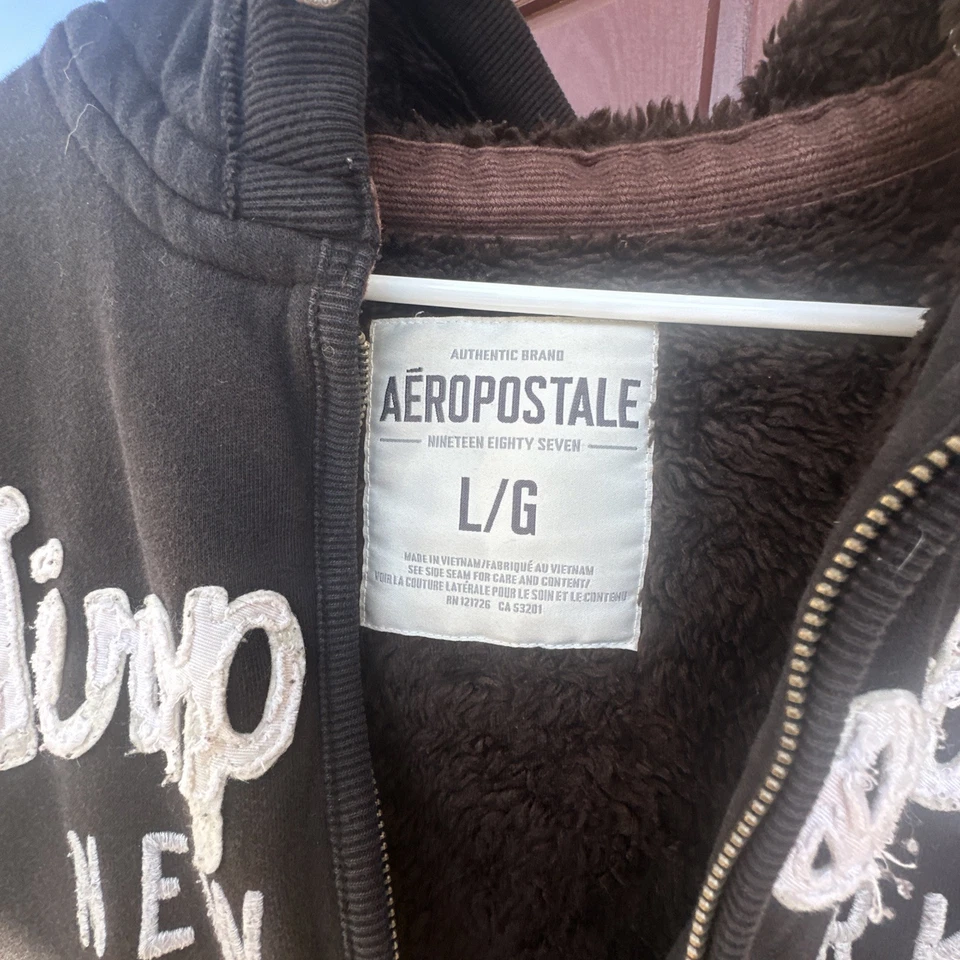 AUTHENTIC BRAND
AÉROPOSTALE
NINETEEN EIGHTY SEVEN
L/G
MADE IN VIETNAM/FABRIQUÉ AU VIETNAM
SEE SIDE SEAM FOR CARE AND CONTENT/
VOIR LA COUTURE LATÉRALE POUR LE SOIN ET LE CONTENU
RN 121726 CA 53201
NEW